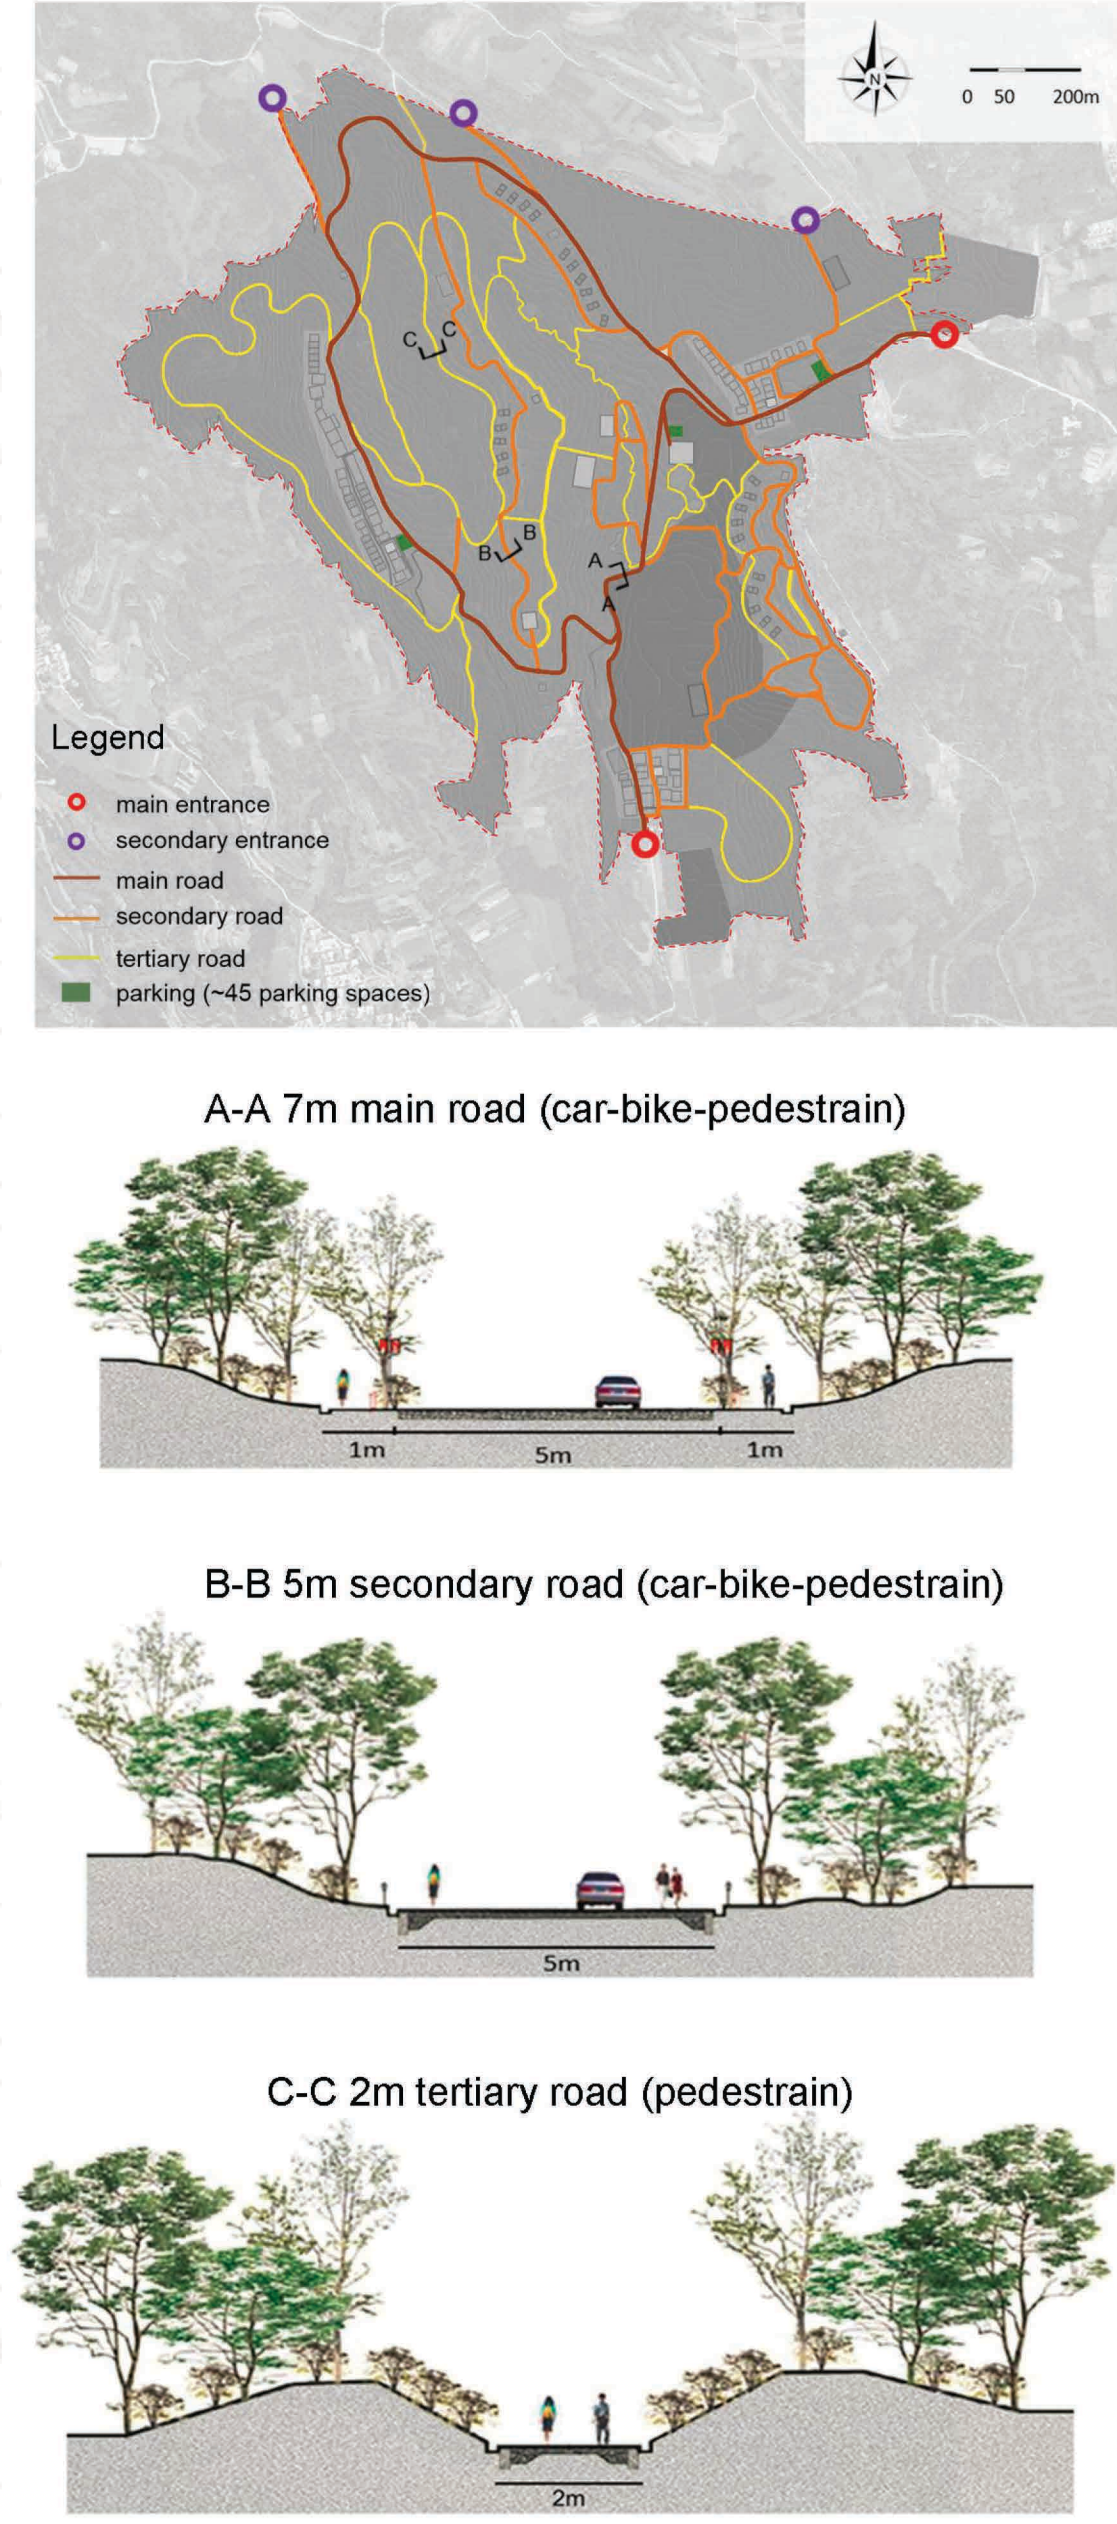 N
0 50 200m
C C
B B
A
A
Legend
main entrance
secondary entrance
main road
secondary road
tertiary road
parking (~45 parking spaces)
A-A 7m main road (car-bike-pedestrain)
1m 5m 1m
B-B 5m secondary road (car-bike-pedestrain)
5m
C-C 2m tertiary road (pedestrain)
2m